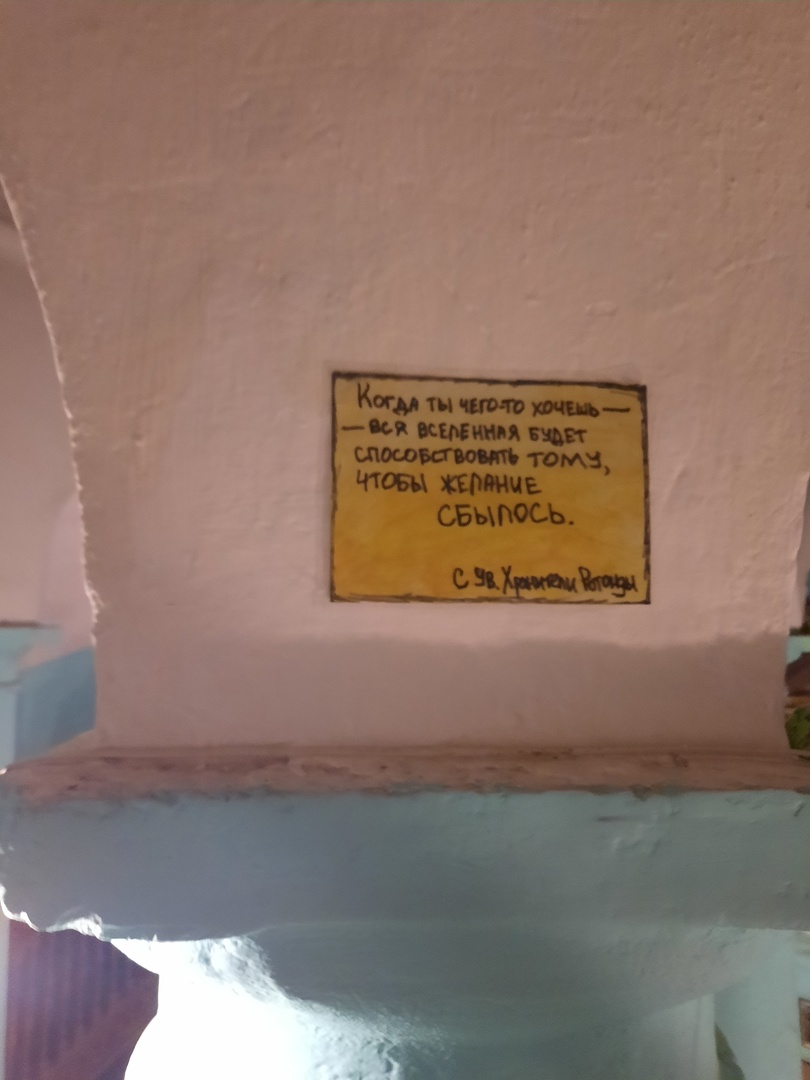 Когда ты чего-то хочешь —
— вся вселенная будет
способствовать тому,
чтобы желание
сбылось.
С Ув. Хранители Ротонды